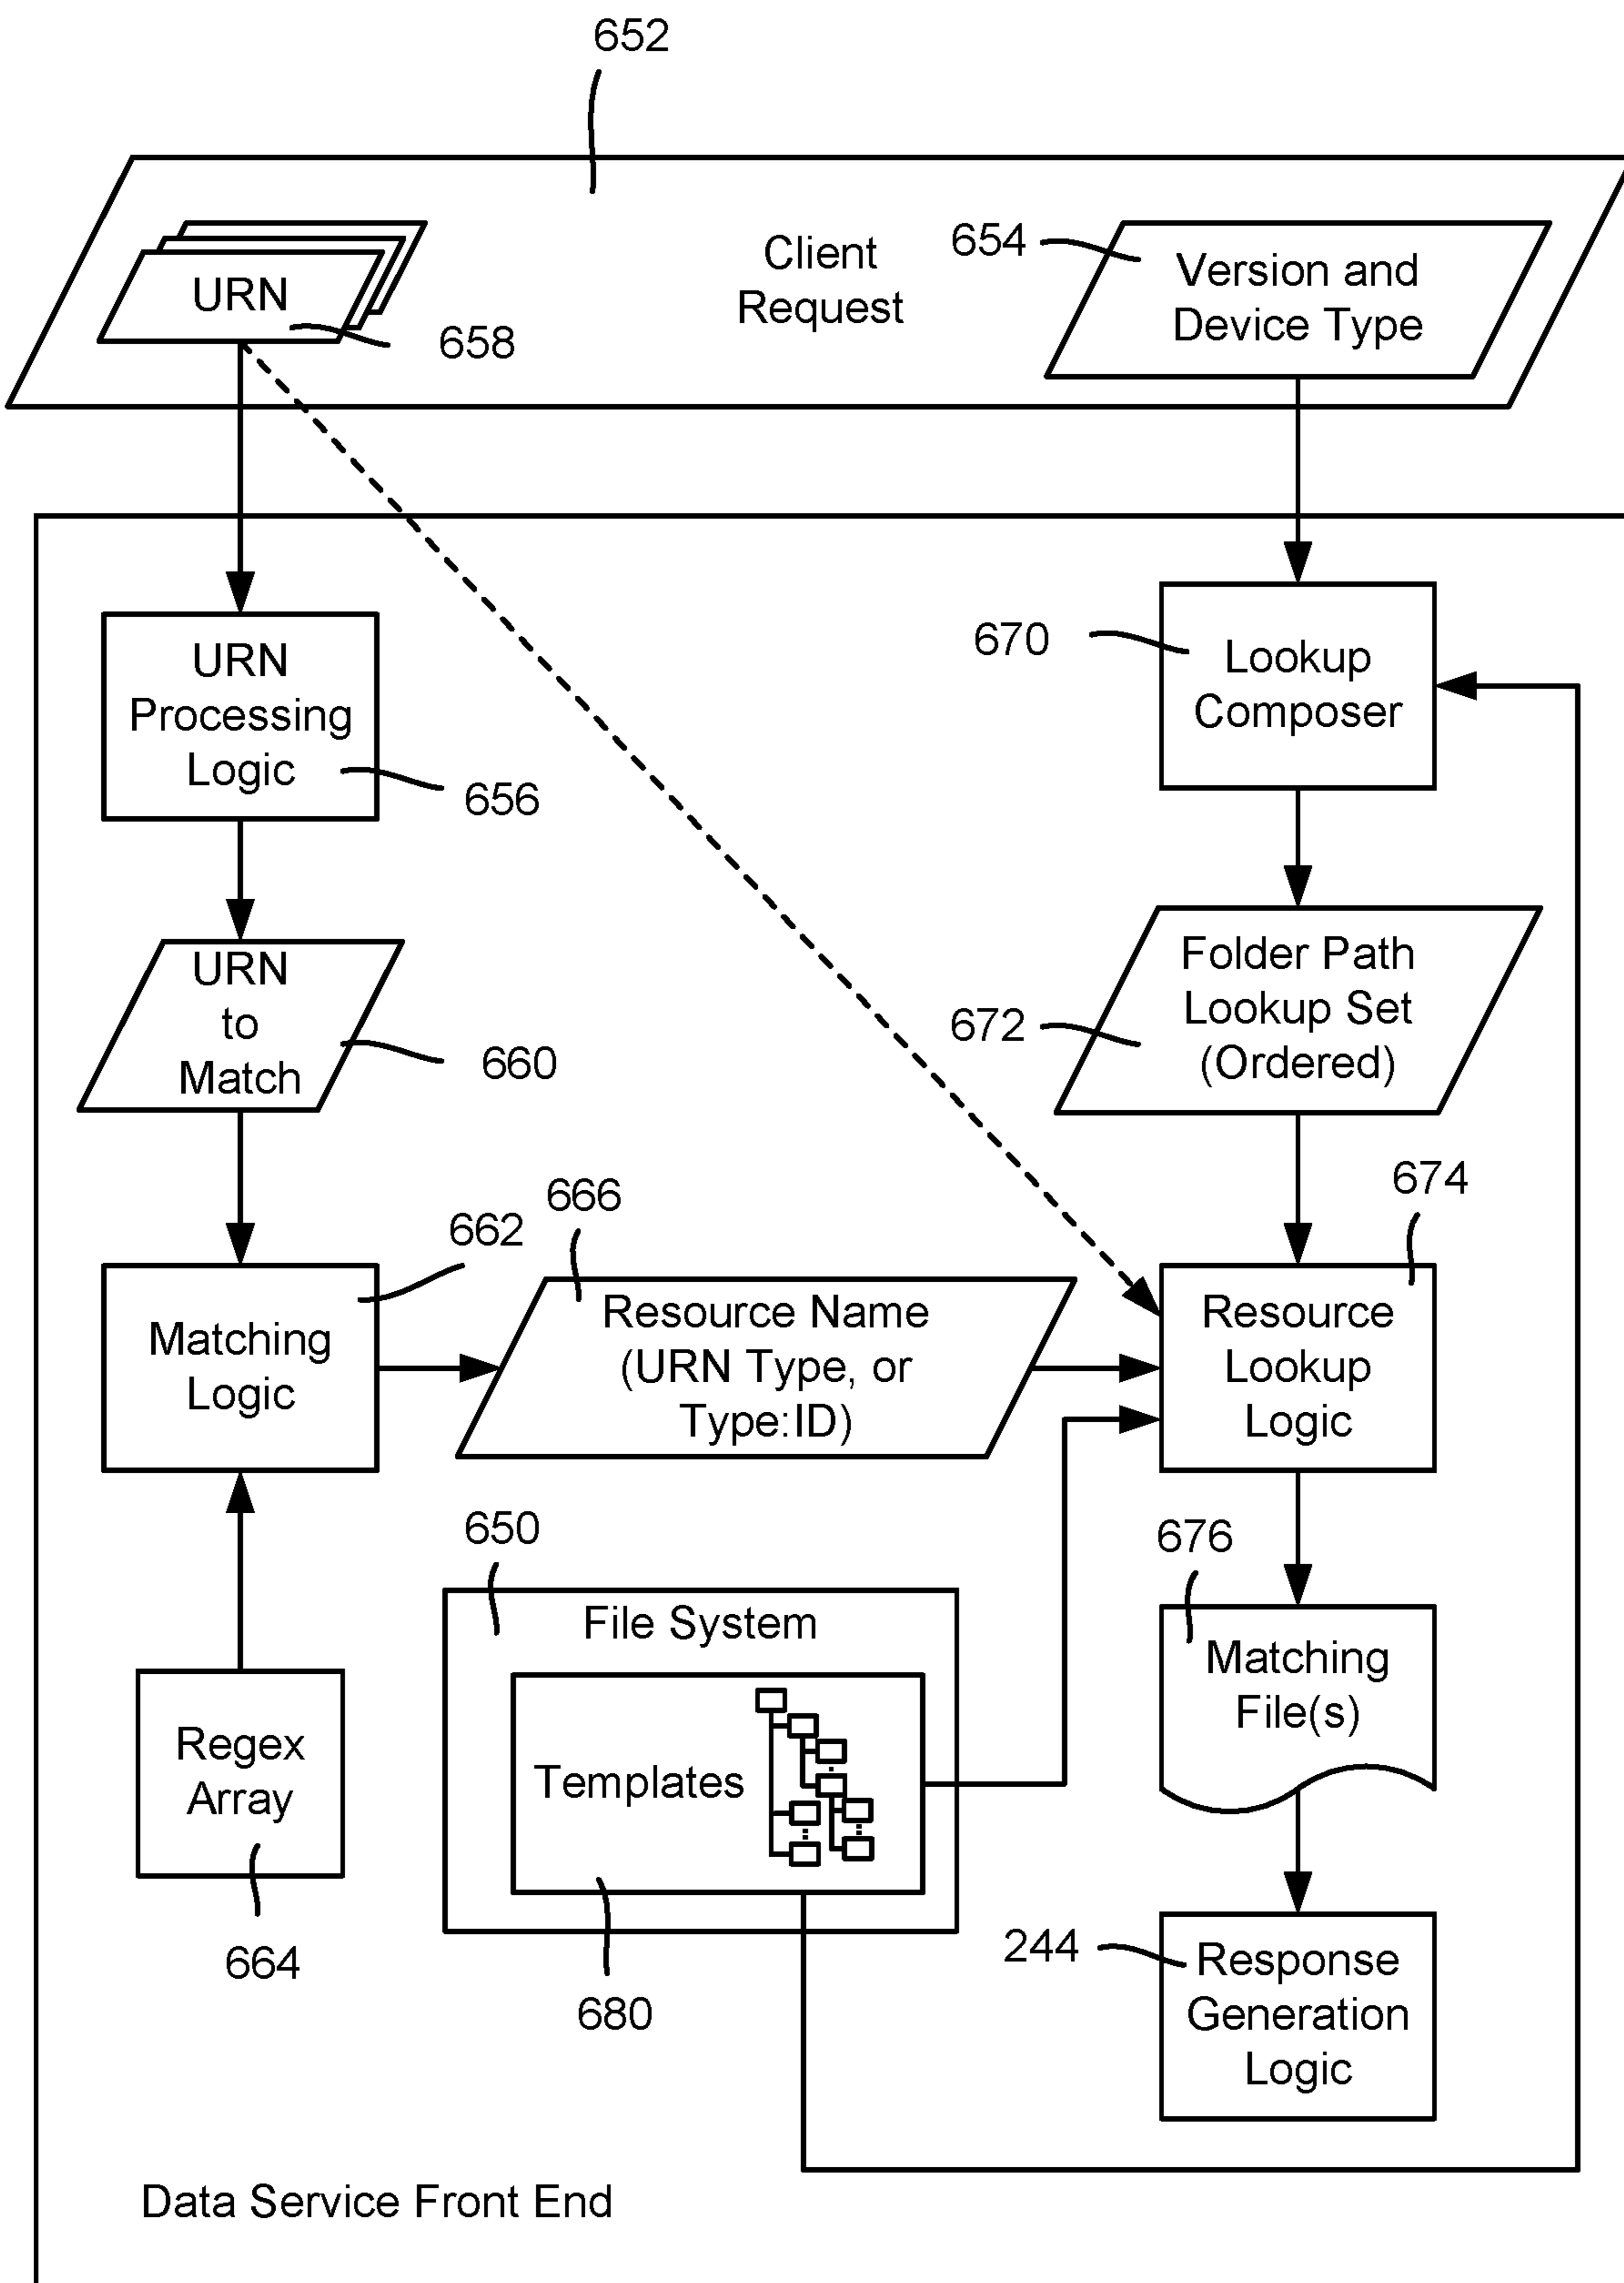 652
URN
658
Client
Request
654
Version and
Device Type
URN
Processing
Logic
656
670
Lookup
Composer
URN
to
Match
660
672
Folder Path
Lookup Set
(Ordered)
662
Matching
Logic
666
Resource Name
(URN Type, or
Type:ID)
674
Resource
Lookup
Logic
650
File System
Templates
680
676
Matching
File(s)
Regex
Array
664
244
Response
Generation
Logic
Data Service Front End